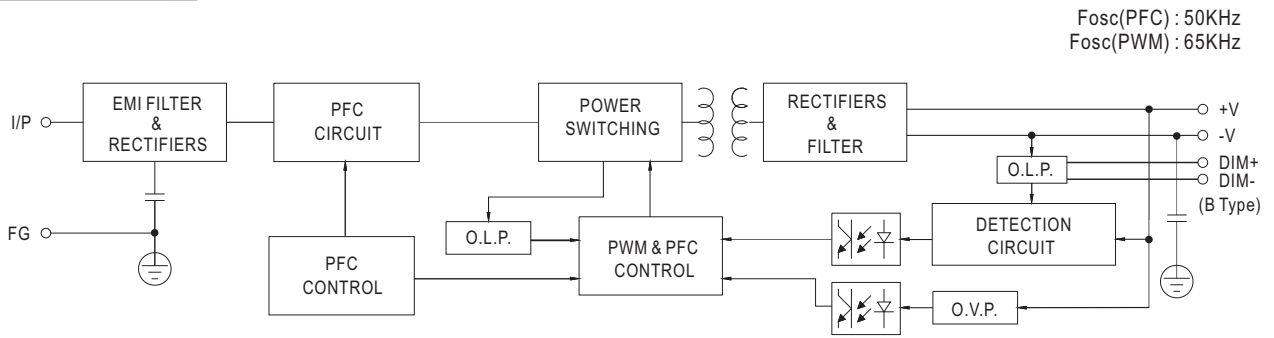 Fosc(PFC) : 50KHz
Fosc(PWM) : 65KHz
I/P
EMI FILTER
&
RECTIFIERS
PFC
CIRCUIT
POWER
SWITCHING
RECTIFIERS
&
FILTER
+V
-V
DIM+
DIM-
(B Type)
O.L.P.
FG
O.L.P.
DETECTION
CIRCUIT
PFC
CONTROL
PWM & PFC
CONTROL
O.V.P.